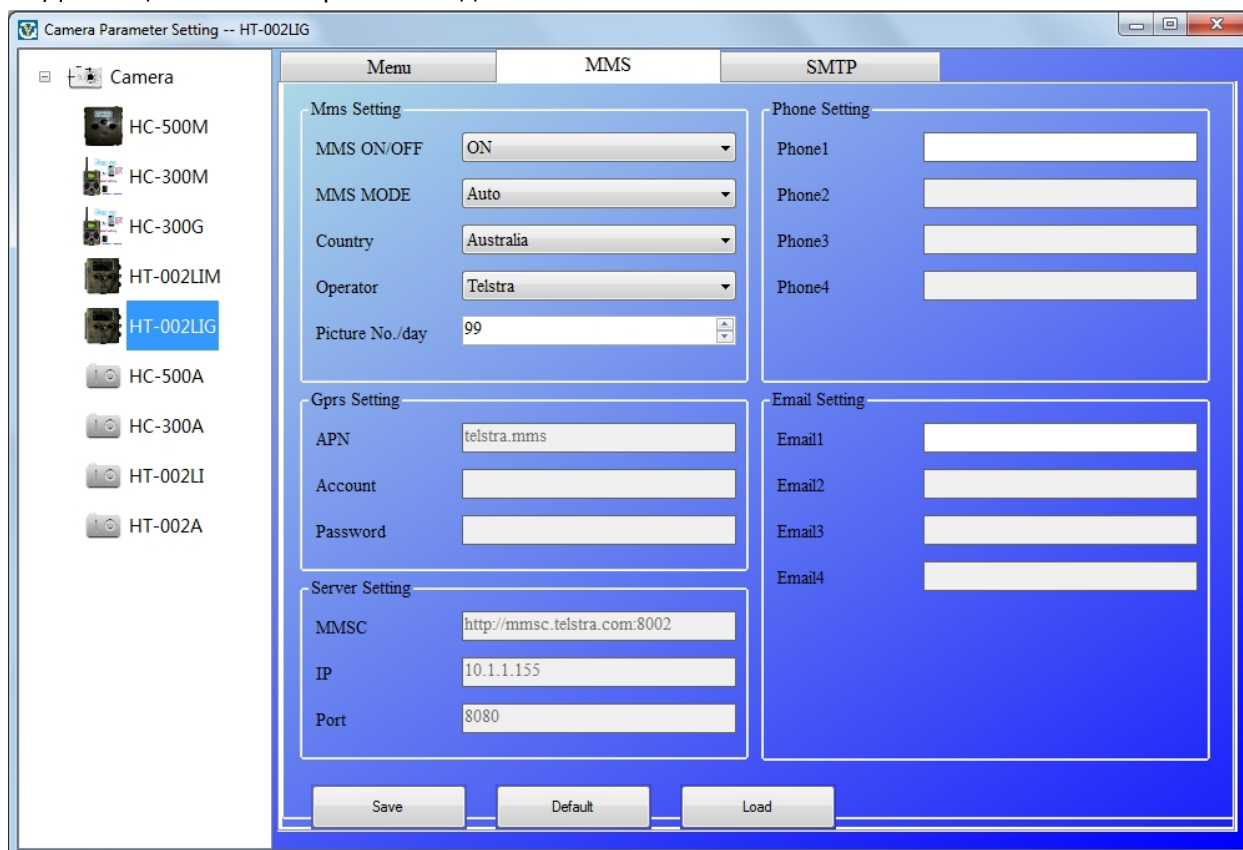 Camera Parameter Setting -- HT-002LIG
Camera
HC-500M
HC-300M
HC-300G
HT-002LIM
HT-002LIG
HC-500A
HC-300A
HT-002LI
HT-002A
Menu
MMS
SMTP
Mms Setting
MMS ON/OFF ON
MMS MODE Auto
Country Australia
Operator Telstra
Picture No./day 99
Gprs Setting
APN telstra.mms
Account
Password
Server Setting
MMSC http://mmsc.telstra.com:8002
IP 10.1.1.155
Port 8080
Phone Setting
Phone1
Phone2
Phone3
Phone4
Email Setting
Email1
Email2
Email3
Email4
Save
Default
Load